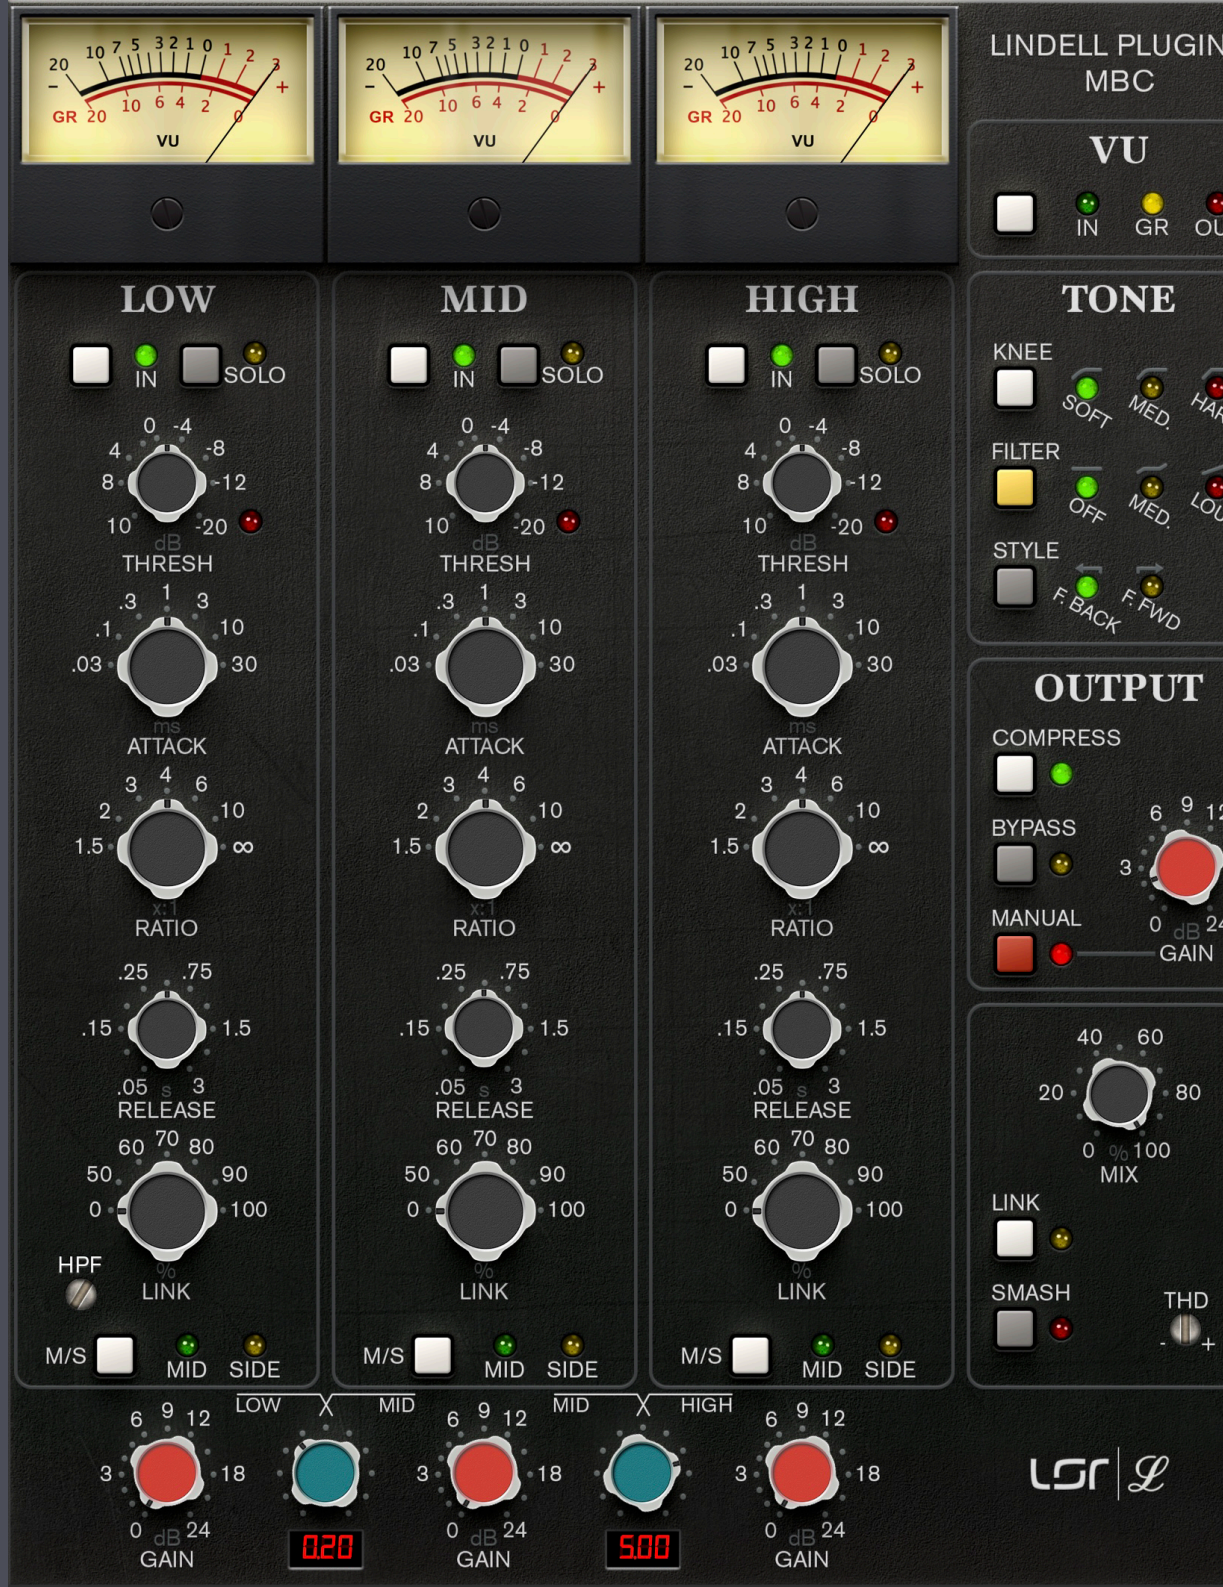 20 10 7 5 3 2 1 0 1 2 3
- +
GR 20 10 6 4 2 0
VU
20 10 7 5 3 2 1 0 1 2 3
- +
GR 20 10 6 4 2 0
VU
20 10 7 5 3 2 1 0 1 2 3
- +
GR 20 10 6 4 2 0
VU
LINDELL PLUGIN
MBC
VU
IN GR OU
LOW
IN SOLO
0 -4
4 -8
8 -12
10 -20
dB
THRESH
.3 1 3
.1 10
.03 30
ms
ATTACK
3 4 6
2 10
1.5 ∞
x:1
RATIO
.25 .75
.15 1.5
.05 s 3
RELEASE
60 70 80
50 90
0 100
%
LINK
HPF
M/S MID SIDE
MID
IN SOLO
0 -4
4 -8
8 -12
10 -20
dB
THRESH
.3 1 3
.1 10
.03 30
ms
ATTACK
3 4 6
2 10
1.5 ∞
x:1
RATIO
.25 .75
.15 1.5
.05 s 3
RELEASE
60 70 80
50 90
0 100
%
LINK
M/S MID SIDE
HIGH
IN SOLO
0 -4
4 -8
8 -12
10 -20
dB
THRESH
.3 1 3
.1 10
.03 30
ms
ATTACK
3 4 6
2 10
1.5 ∞
x:1
RATIO
.25 .75
.15 1.5
.05 s 3
RELEASE
60 70 80
50 90
0 100
%
LINK
M/S MID SIDE
TONE
KNEE
SOFT MED. HAR
FILTER
OFF MED. LOU
STYLE
F. BACK F. FWD
OUTPUT
COMPRESS
BYPASS
MANUAL
6 9 12
3
0 dB 24
GAIN
40 60
20 80
0 % 100
MIX
LINK
SMASH
THD
- +
LOW MID MID HIGH
6 9 12
3 18
0 dB 24
GAIN
0.20
6 9 12
3 18
0 dB 24
GAIN
5.00
6 9 12
3 18
0 dB 24
GAIN
L